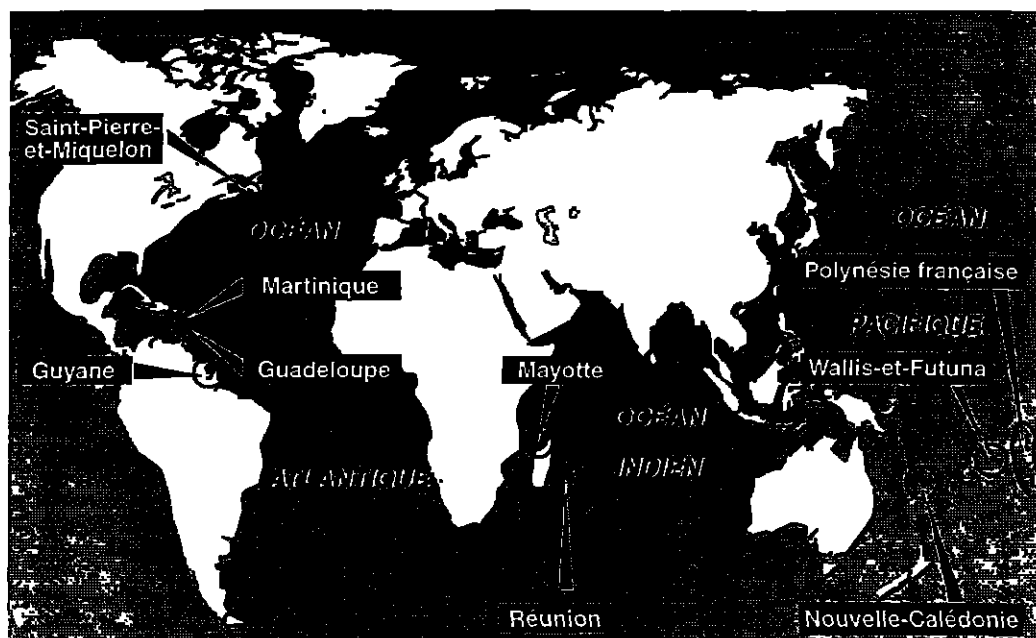 Saint-Pierre-
et-Miquelon
OCÉAN
OCÉAN
Polynésie française
Martinique
PACIFIQUE
Guyane
Guadeloupe
Mayotte
Wallis-et-Futuna
OCÉAN
ATLANTIQUE
INDIEN
Réunion
Nouvelle-Calédonie